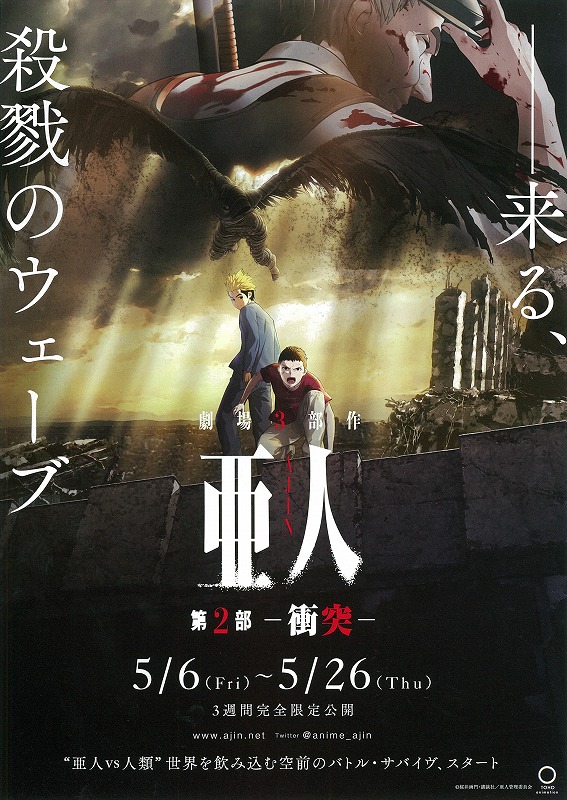 ──来る、
殺戮のウェーブ
劇場3部作
亜人
AJIN
第2部 ─衝突─
5/6(Fri)~5/26(Thu)
3週間完全限定公開
www.ajin.net Twitter @anime_ajin
“亜人vs人類”世界を飲み込む空前のバトル・サバイヴ、スタート
©桜井画門・講談社/亜人管理委員会
TOHO
animation